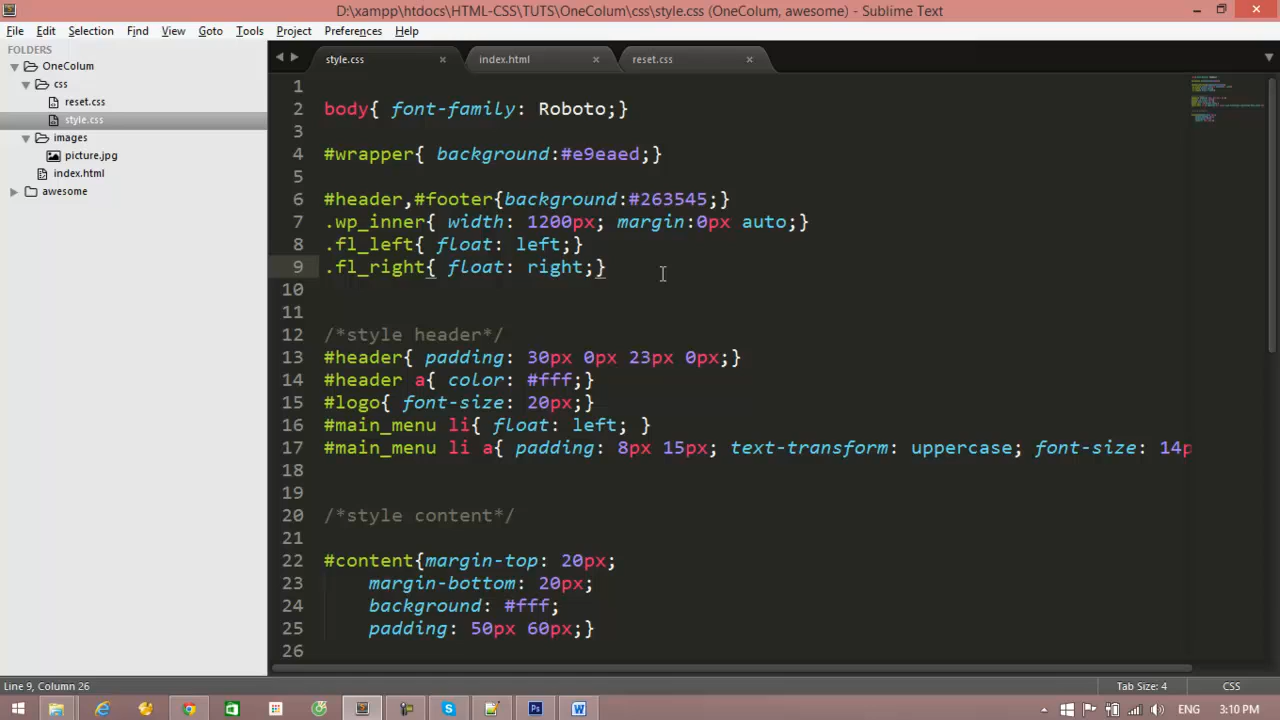 D:\xampp\htdocs\HTML-CSS\TUTS\OneColum\css\style.css (OneColum, awesome) - Sublime Text
File Edit Selection Find View Goto Tools Project Preferences Help
FOLDERS
OneColum
css
reset.css
style.css
images
picture.jpg
index.html
awesome
style.css index.html reset.css
1
2 body{ font-family: Roboto;}
3
4 #wrapper{ background:#e9eaed;}
5
6 #header,#footer{background:#263545;}
7 .wp_inner{ width: 1200px; margin:0px auto;}
8 .fl_left{ float: left;}
9 .fl_right{ float: right;}
10
11
12 /*style header*/
13 #header{ padding: 30px 0px 23px 0px;}
14 #header a{ color: #fff;}
15 #logo{ font-size: 20px;}
16 #main_menu li{ float: left; }
17 #main_menu li a{ padding: 8px 15px; text-transform: uppercase; font-size: 14p
18
19
20 /*style content*/
21
22 #content{margin-top: 20px;
23 margin-bottom: 20px;
24 background: #fff;
25 padding: 50px 60px;}
26
Line 9, Column 26 Tab Size: 4 CSS
ENG 3:10 PM